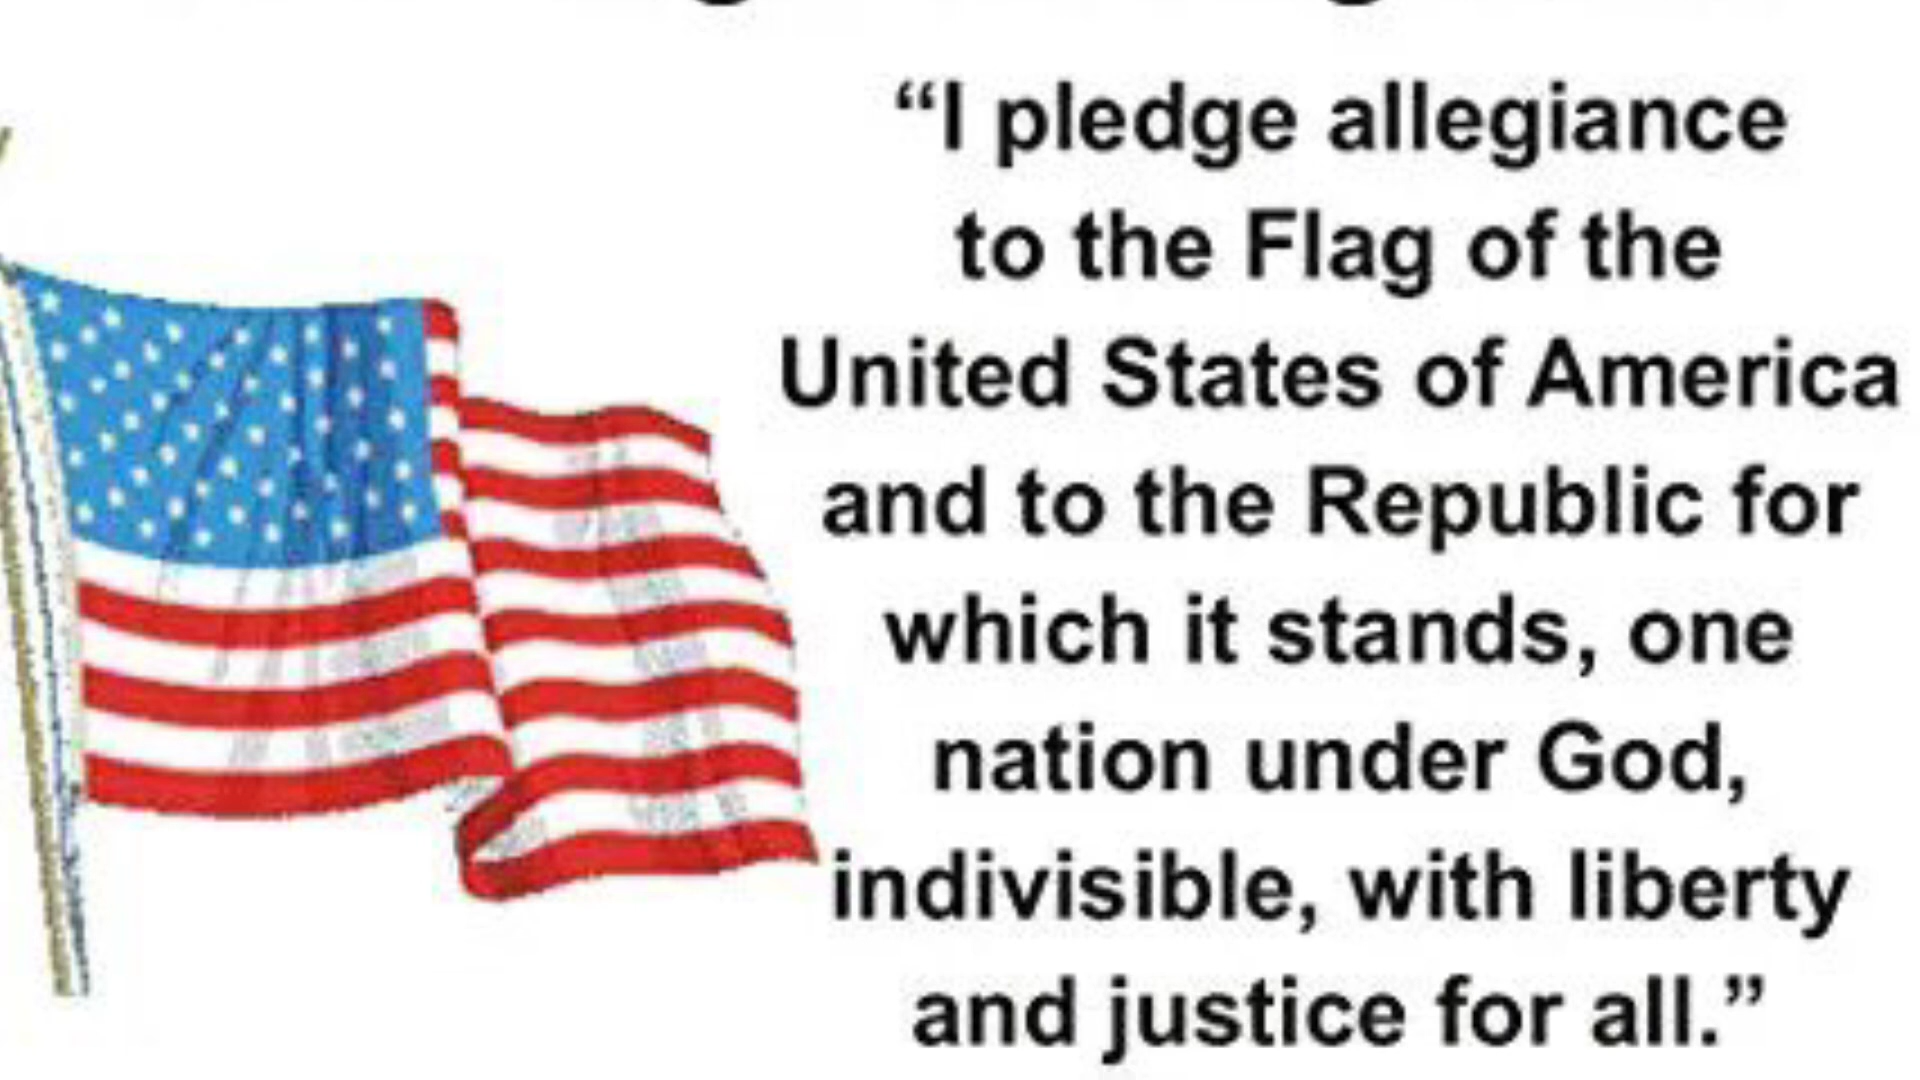 “I pledge allegiance
to the Flag of the
United States of America
and to the Republic for
which it stands, one
nation under God,
indivisible, with liberty
and justice for all.”